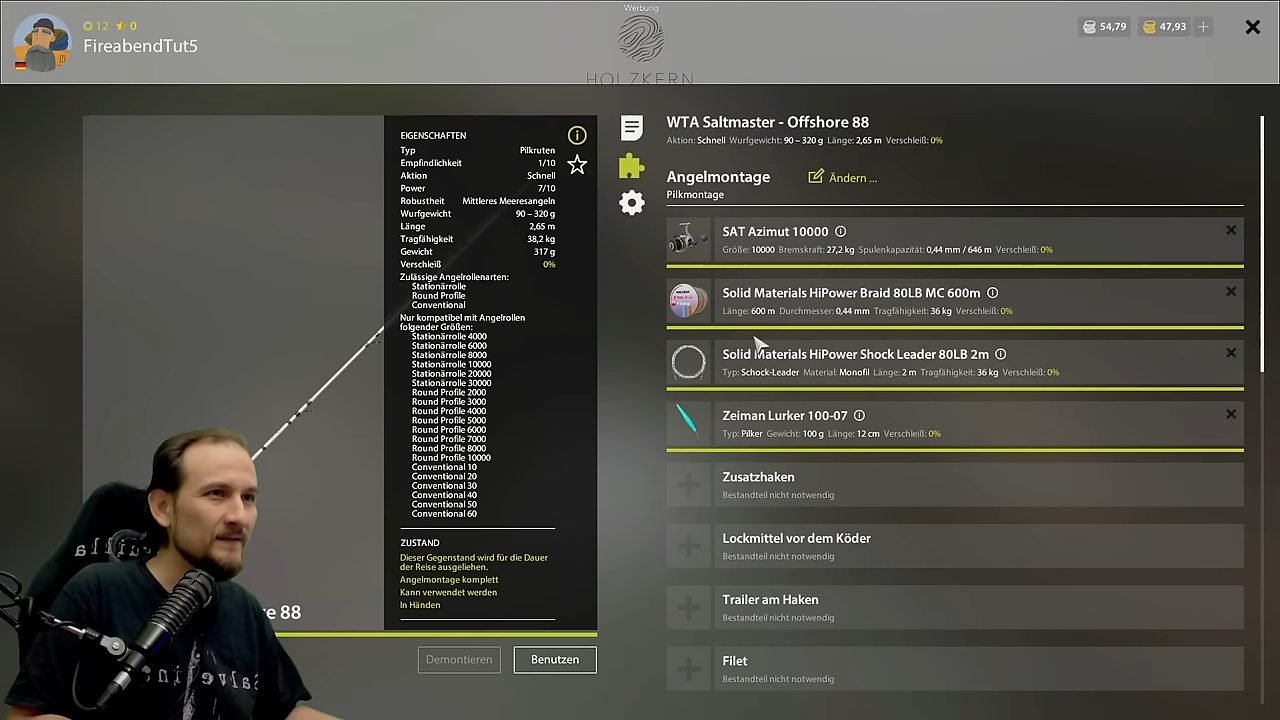 Werbung
HOLZKERN
12 0
FireabendTut5
54,79 47,93
EIGENSCHAFTEN
Typ Pilkruten
Empfindlichkeit 1/10
Aktion Schnell
Power 7/10
Robustheit Mittleres Meeresangeln
Wurfgewicht 90 – 320 g
Länge 2,65 m
Tragfähigkeit 38,2 kg
Gewicht 317 g
Verschleiß 0%
Zulässige Angelrollenarten:
Stationärrolle
Round Profile
Conventional
Nur kompatibel mit Angelrollen
folgender Größen:
Stationärrolle 4000
Stationärrolle 6000
Stationärrolle 8000
Stationärrolle 10000
Stationärrolle 20000
Stationärrolle 30000
Round Profile 2000
Round Profile 3000
Round Profile 4000
Round Profile 5000
Round Profile 6000
Round Profile 7000
Round Profile 8000
Round Profile 10000
Conventional 10
Conventional 20
Conventional 30
Conventional 40
Conventional 50
Conventional 60
ZUSTAND
Dieser Gegenstand wird für die Dauer
der Reise ausgeliehen.
Angelmontage komplett
Kann verwendet werden
In Händen
re 88
Demontieren Benutzen
WTA Saltmaster - Offshore 88
Aktion: Schnell Wurfgewicht: 90 – 320 g Länge: 2,65 m Verschleiß: 0%
Angelmontage Ändern ...
Pilkmontage
SAT Azimut 10000
Größe: 10000 Bremskraft: 27,2 kg Spulenkapazität: 0,44 mm / 646 m Verschleiß: 0%
Solid Materials HiPower Braid 80LB MC 600m
Länge: 600 m Durchmesser: 0,44 mm Tragfähigkeit: 36 kg Verschleiß: 0%
Solid Materials HiPower Shock Leader 80LB 2m
Typ: Schock-Leader Material: Monofil Länge: 2 m Tragfähigkeit: 36 kg Verschleiß: 0%
Zeiman Lurker 100-07
Typ: Pilker Gewicht: 100 g Länge: 12 cm Verschleiß: 0%
Zusatzhaken
Bestandteil nicht notwendig
Lockmittel vor dem Köder
Bestandteil nicht notwendig
Trailer am Haken
Bestandteil nicht notwendig
Filet
Bestandteil nicht notwendig